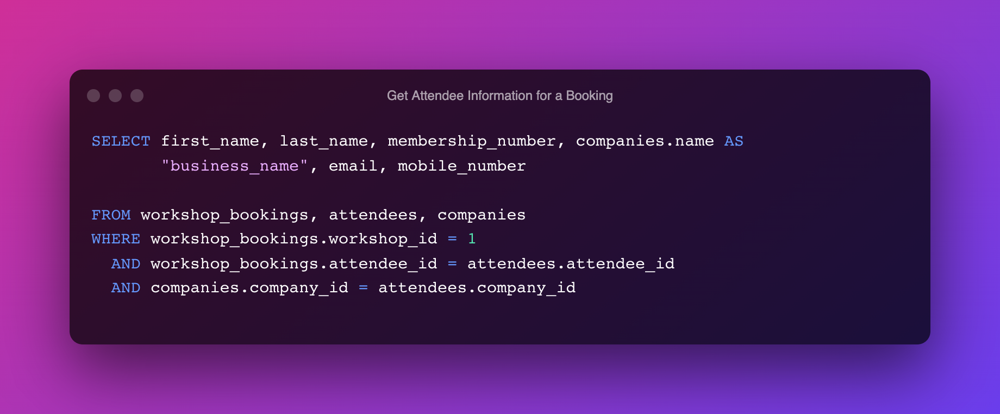 Get Attendee Information for a Booking
SELECT first_name, last_name, membership_number, companies.name AS
"business_name", email, mobile_number
FROM workshop_bookings, attendees, companies
WHERE workshop_bookings.workshop_id = 1
AND workshop_bookings.attendee_id = attendees.attendee_id
AND companies.company_id = attendees.company_id